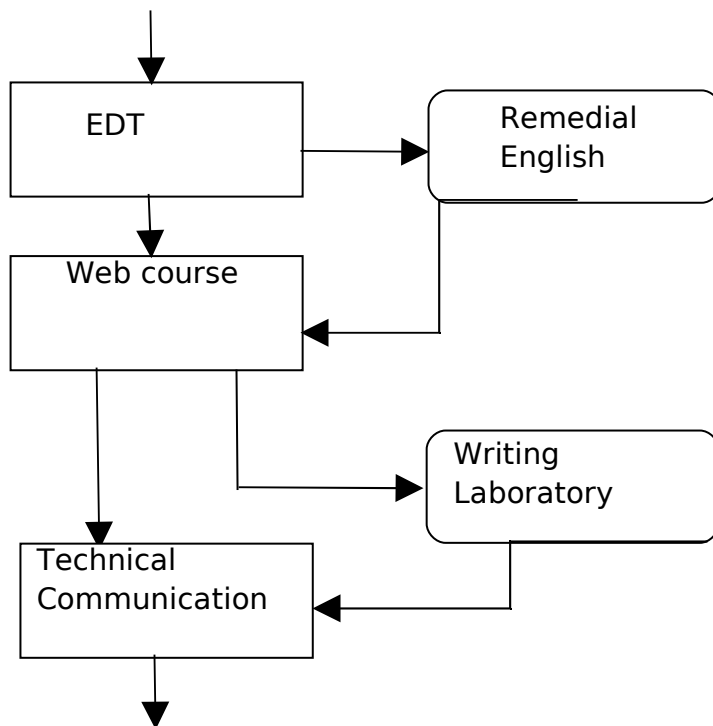 EDT
Remedial
English
Web course
Writing
Laboratory
Technical
Communication